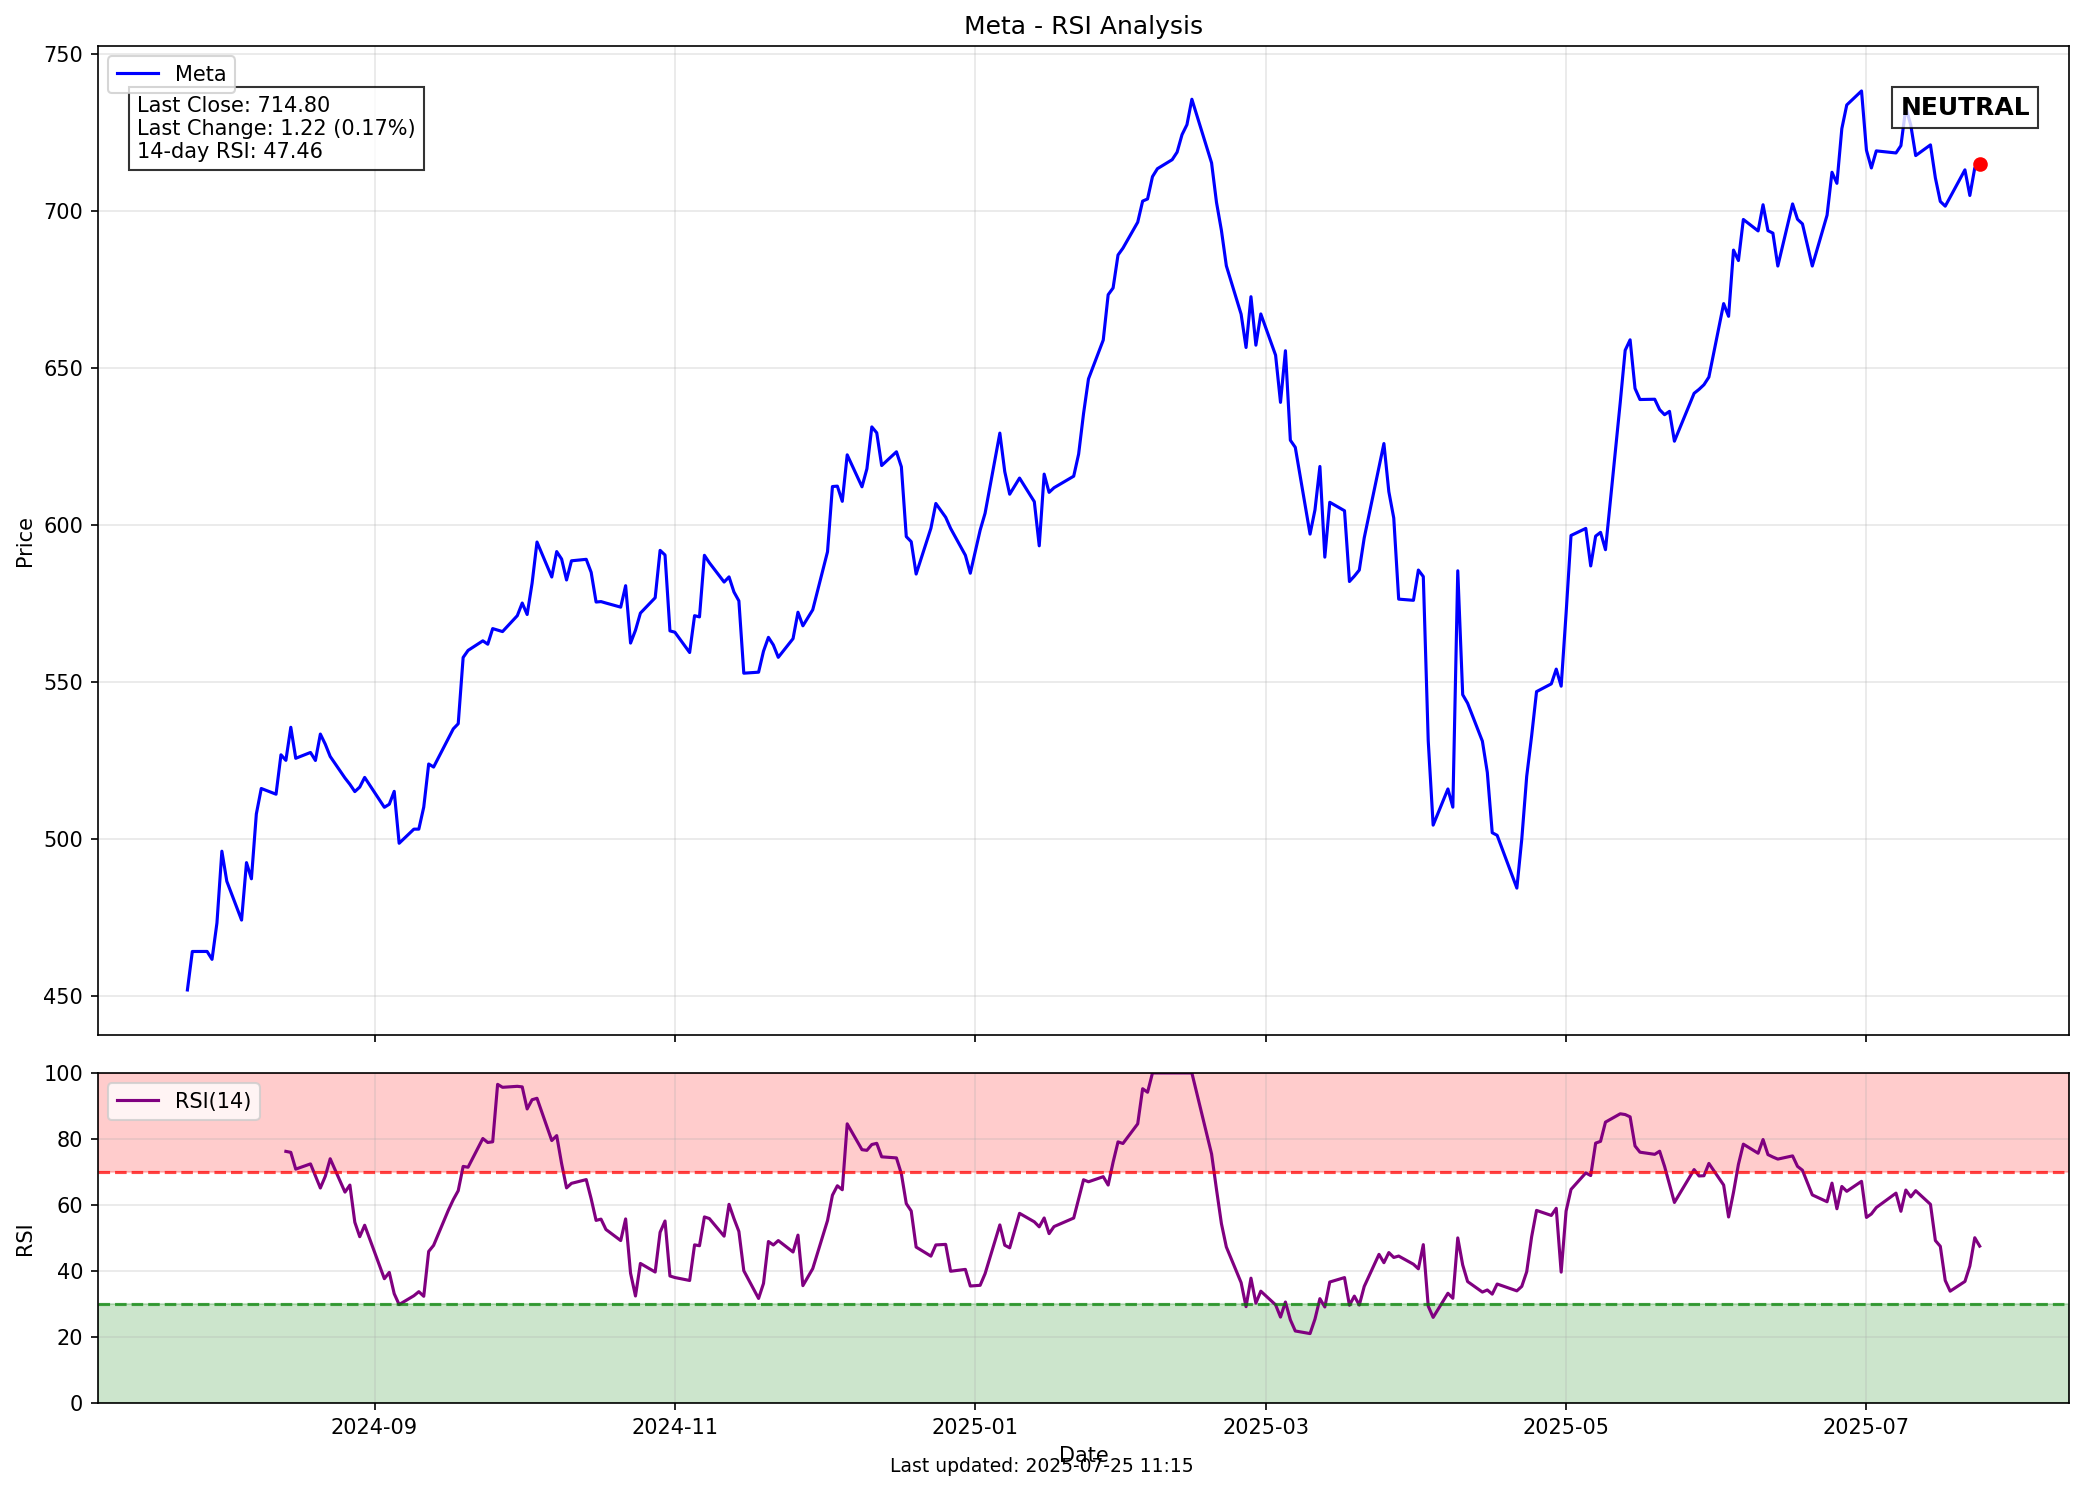 Meta - RSI Analysis
Meta
Last Close: 714.80
Last Change: 1.22 (0.17%)
14-day RSI: 47.46
NEUTRAL
Price
750
700
650
600
550
500
450
RSI(14)
RSI
100
80
60
40
20
0
2024-09
2024-11
2025-01
2025-03
2025-05
2025-07
Date
Last updated: 2025-07-25 11:15